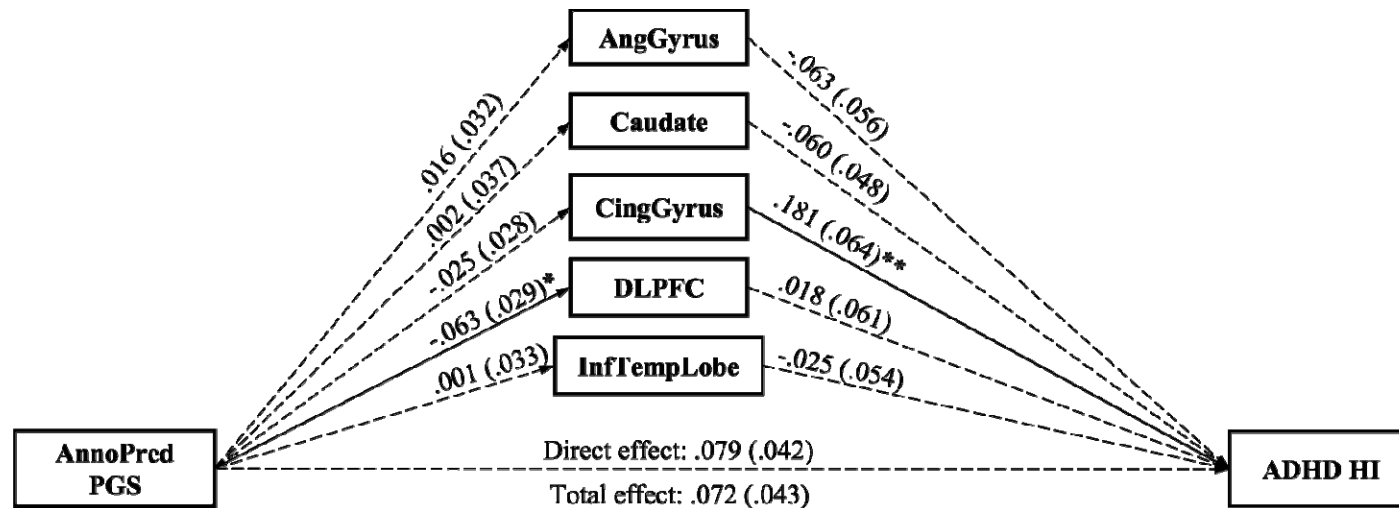 AngGyrus
-.063 (.056)
.016 (.032)
Caudate
-.060 (.048)
.002 (.037)
CingGyrus
.181 (.064)**
-.025 (.028)
DLPFC
.018 (.061)
-.063 (.029)*
InfTempLobe
-.025 (.054)
.001 (.033)
AnnoPred
PGS
Direct effect: .079 (.042)
Total effect: .072 (.043)
ADHD HI